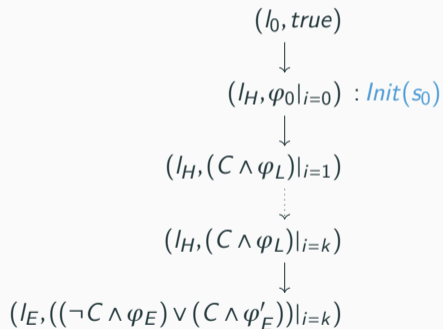 (l₀, true)
(l_H, φ₀|ᵢ₌₀) : Init(s₀)
(l_H, (C ∧ φ_L)|ᵢ₌₁)
(l_H, (C ∧ φ_L)|ᵢ₌ₖ)
(l_E, ((¬C ∧ φ_E) ∨ (C ∧ φ′_E))|ᵢ₌ₖ)